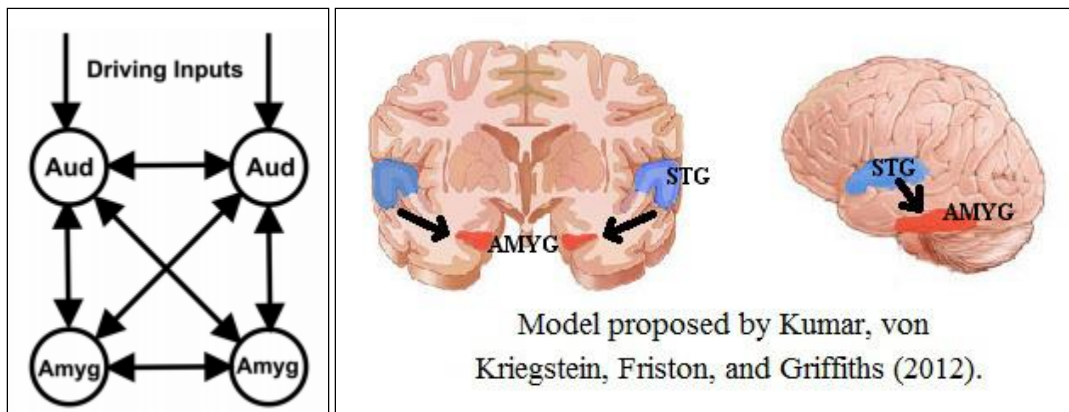 Driving Inputs
Aud Aud
Amyg Amyg
STG
AMYG
STG
AMYG
Model proposed by Kumar, von
Kriegstein, Friston, and Griffiths (2012).